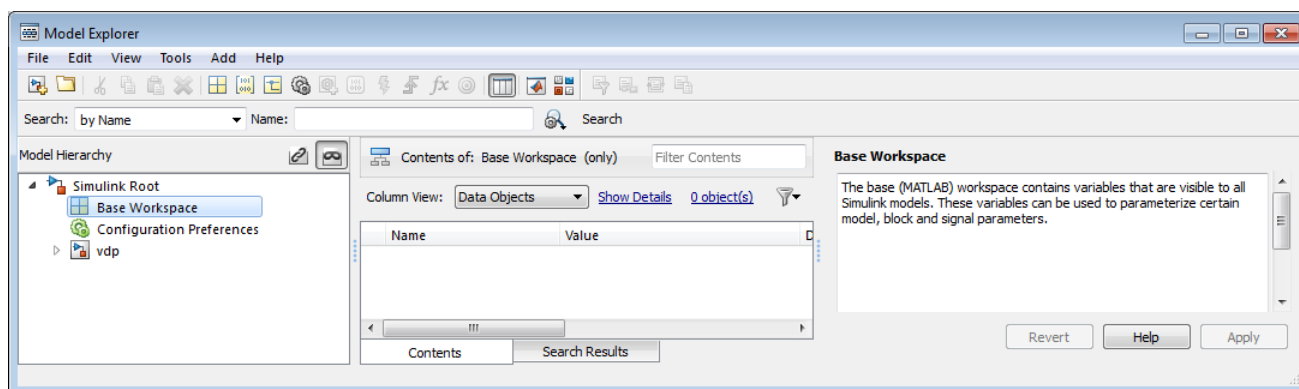 Model Explorer
File Edit View Tools Add Help
Search: by Name Name: Search
Model Hierarchy
Simulink Root
Base Workspace
Configuration Preferences
vdp
Contents of: Base Workspace (only) Filter Contents
Column View: Data Objects Show Details 0 object(s)
Name Value D
Contents Search Results
Base Workspace
The base (MATLAB) workspace contains variables that are visible to all
Simulink models. These variables can be used to parameterize certain
model, block and signal parameters.
Revert Help Apply